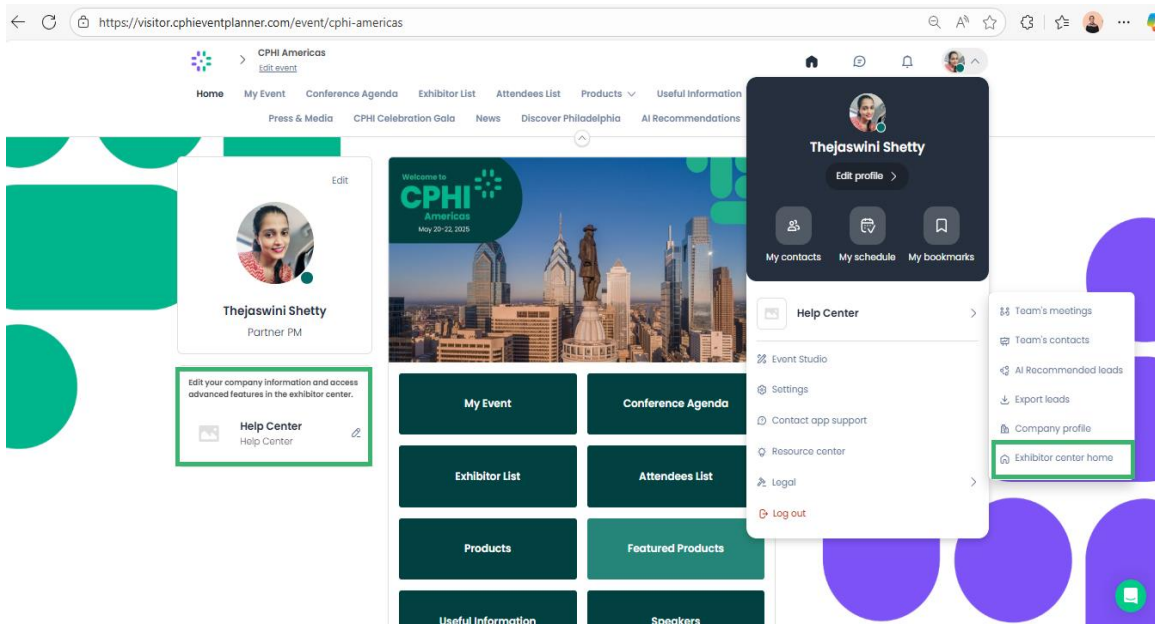 https://visitor.cphieventplanner.com/event/cphi-americas
CPHI Americas
Edit event
Home My Event Conference Agenda Exhibitor List Attendees List Products Useful Information
Press & Media CPHI Celebration Gala News Discover Philadelphia AI Recommendations
Edit
Thejaswini Shetty
Partner PM
Edit your company information and access
advanced features in the exhibitor center.
Help Center
Help Center
Welcome to
CPHI
Americas
May 20-22, 2025
My Event Conference Agenda
Exhibitor List Attendees List
Products Featured Products
Useful Information Speakers
Thejaswini Shetty
Edit profile
My contacts My schedule My bookmarks
Help Center
Event Studio
Settings
Contact app support
Resource center
Legal
Log out
Team's meetings
Team's contacts
AI Recommended leads
Export leads
Company profile
Exhibitor center home